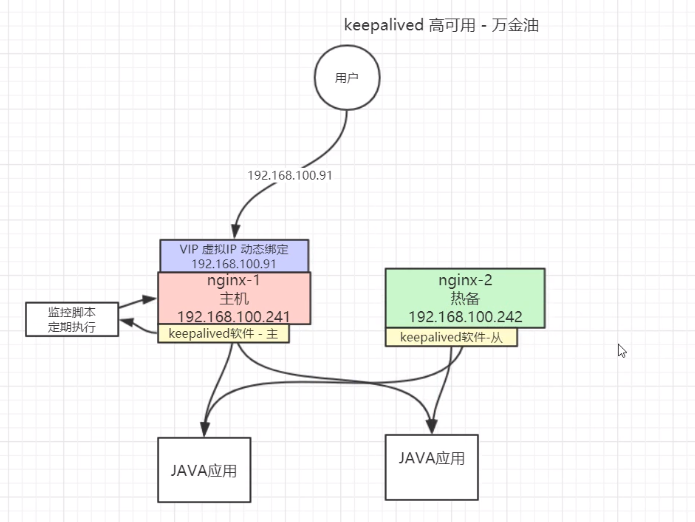 keepalived 高可用 - 万金油
用户
192.168.100.91
VIP 虚拟IP 动态绑定
192.168.100.91
nginx-1
主机
192.168.100.241
keepalived软件 - 主
监控脚本
定期执行
nginx-2
热备
192.168.100.242
keepalived软件-从
JAVA应用
JAVA应用